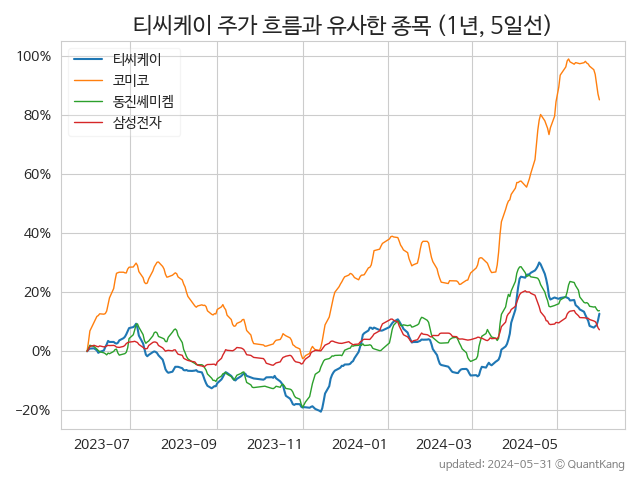 티씨케이 주가 흐름과 유사한 종목 (1년, 5일선)
티씨케이
코미코
동진쎄미켐
삼성전자
100%
80%
60%
40%
20%
0%
−20%
2023-07 2023-09 2023-11 2024-01 2024-03 2024-05
updated: 2024-05-31 © QuantKang